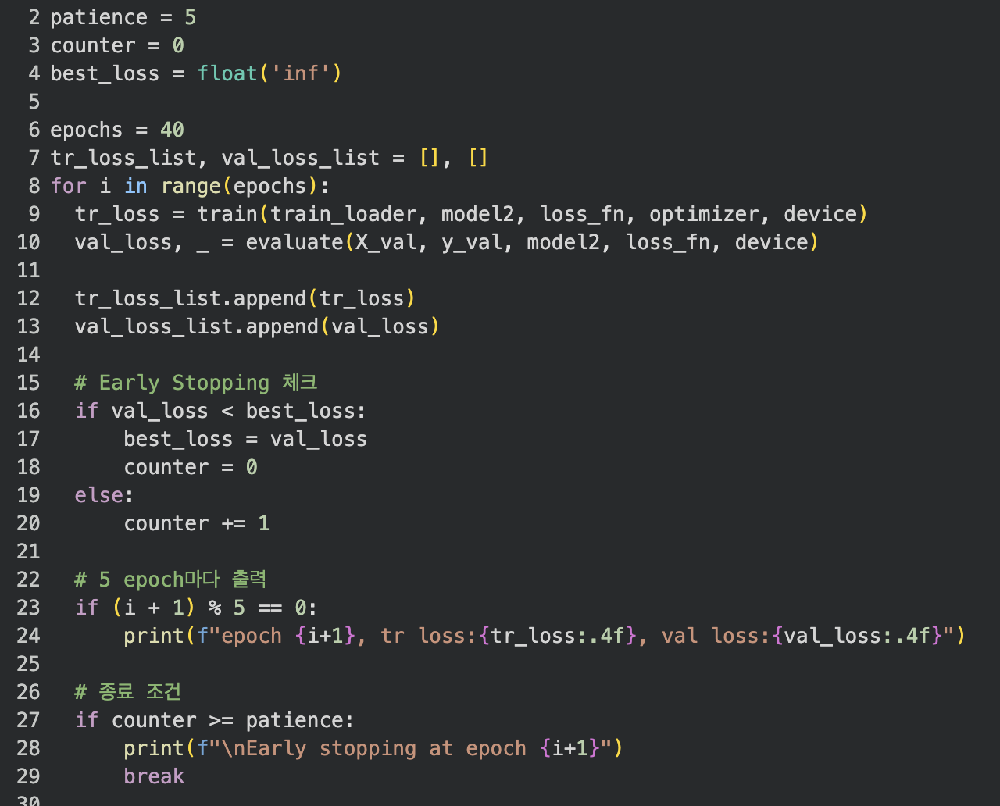 2 patience = 5
3 counter = 0
4 best_loss = float('inf')
5
6 epochs = 40
7 tr_loss_list, val_loss_list = [], []
8 for i in range(epochs):
9   tr_loss = train(train_loader, model2, loss_fn, optimizer, device)
10   val_loss, _ = evaluate(X_val, y_val, model2, loss_fn, device)
11
12   tr_loss_list.append(tr_loss)
13   val_loss_list.append(val_loss)
14
15   # Early Stopping 체크
16   if val_loss < best_loss:
17       best_loss = val_loss
18       counter = 0
19   else:
20       counter += 1
21
22   # 5 epoch마다 출력
23   if (i + 1) % 5 == 0:
24       print(f"epoch {i+1}, tr loss:{tr_loss:.4f}, val loss:{val_loss:.4f}")
25
26   # 종료 조건
27   if counter >= patience:
28       print(f"\nEarly stopping at epoch {i+1}")
29       break
30